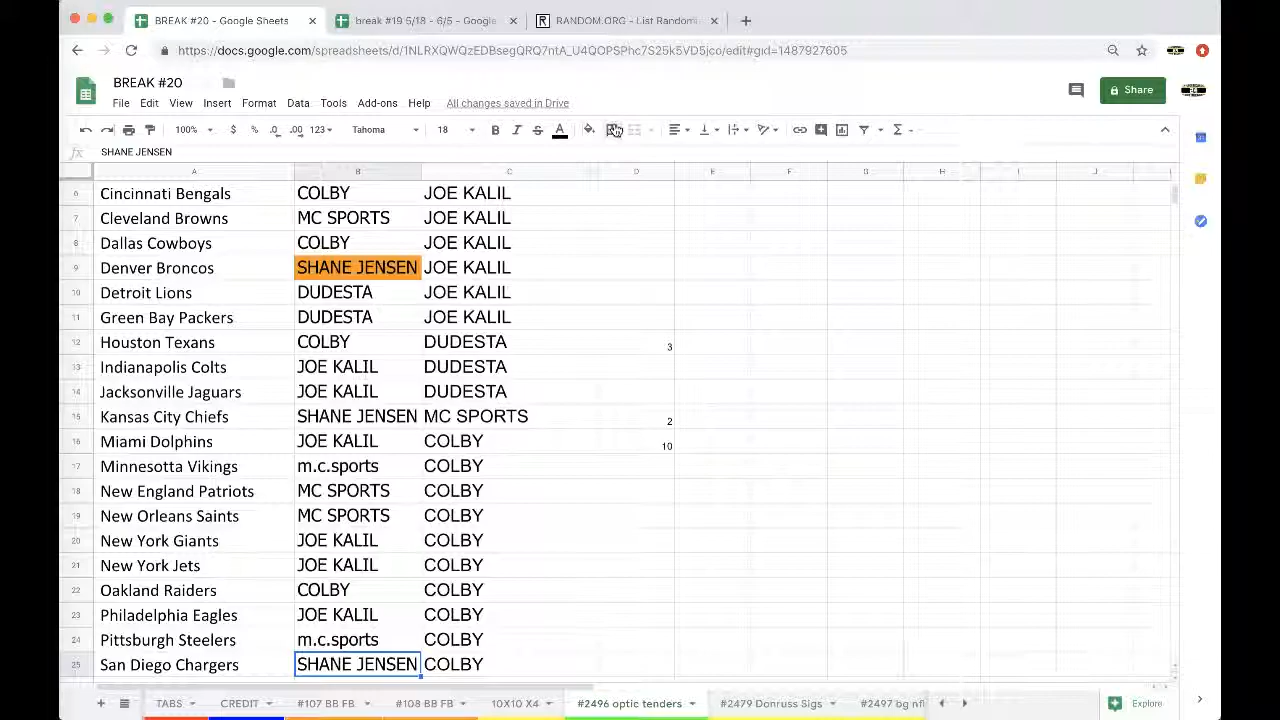 BREAK #20 - Google Sheets
break #19 5/18 - 6/5 - Google
RANDOM.ORG - List Randomi
https://docs.google.com/spreadsheets/d/1NLRXQWQzEDBsegQRQ7ntA_U4QOPSPhc7S25k5VD5jco/edit#gid=1487927605
BREAK #20
File Edit View Insert Format Data Tools Add-ons Help All changes saved in Drive
Share
100% $ % .0 .00 123 Tahoma 18 B I S A
fx SHANE JENSEN
A B C D E F G H I J
6 Cincinnati Bengals COLBY JOE KALIL
7 Cleveland Browns MC SPORTS JOE KALIL
8 Dallas Cowboys COLBY JOE KALIL
9 Denver Broncos SHANE JENSEN JOE KALIL
10 Detroit Lions DUDESTA JOE KALIL
11 Green Bay Packers DUDESTA JOE KALIL
12 Houston Texans COLBY DUDESTA 3
13 Indianapolis Colts JOE KALIL DUDESTA
14 Jacksonville Jaguars JOE KALIL DUDESTA
15 Kansas City Chiefs SHANE JENSEN MC SPORTS 2
16 Miami Dolphins JOE KALIL COLBY 10
17 Minnesotta Vikings m.c.sports COLBY
18 New England Patriots MC SPORTS COLBY
19 New Orleans Saints MC SPORTS COLBY
20 New York Giants JOE KALIL COLBY
21 New York Jets JOE KALIL COLBY
22 Oakland Raiders COLBY COLBY
23 Philadelphia Eagles JOE KALIL COLBY
24 Pittsburgh Steelers m.c.sports COLBY
25 San Diego Chargers SHANE JENSEN COLBY
TABS CREDIT #107 BB FB BB FB 10X10 X4 #2496 optic tenders #2479 Donruss Sigs #2497 bg nfl Explore